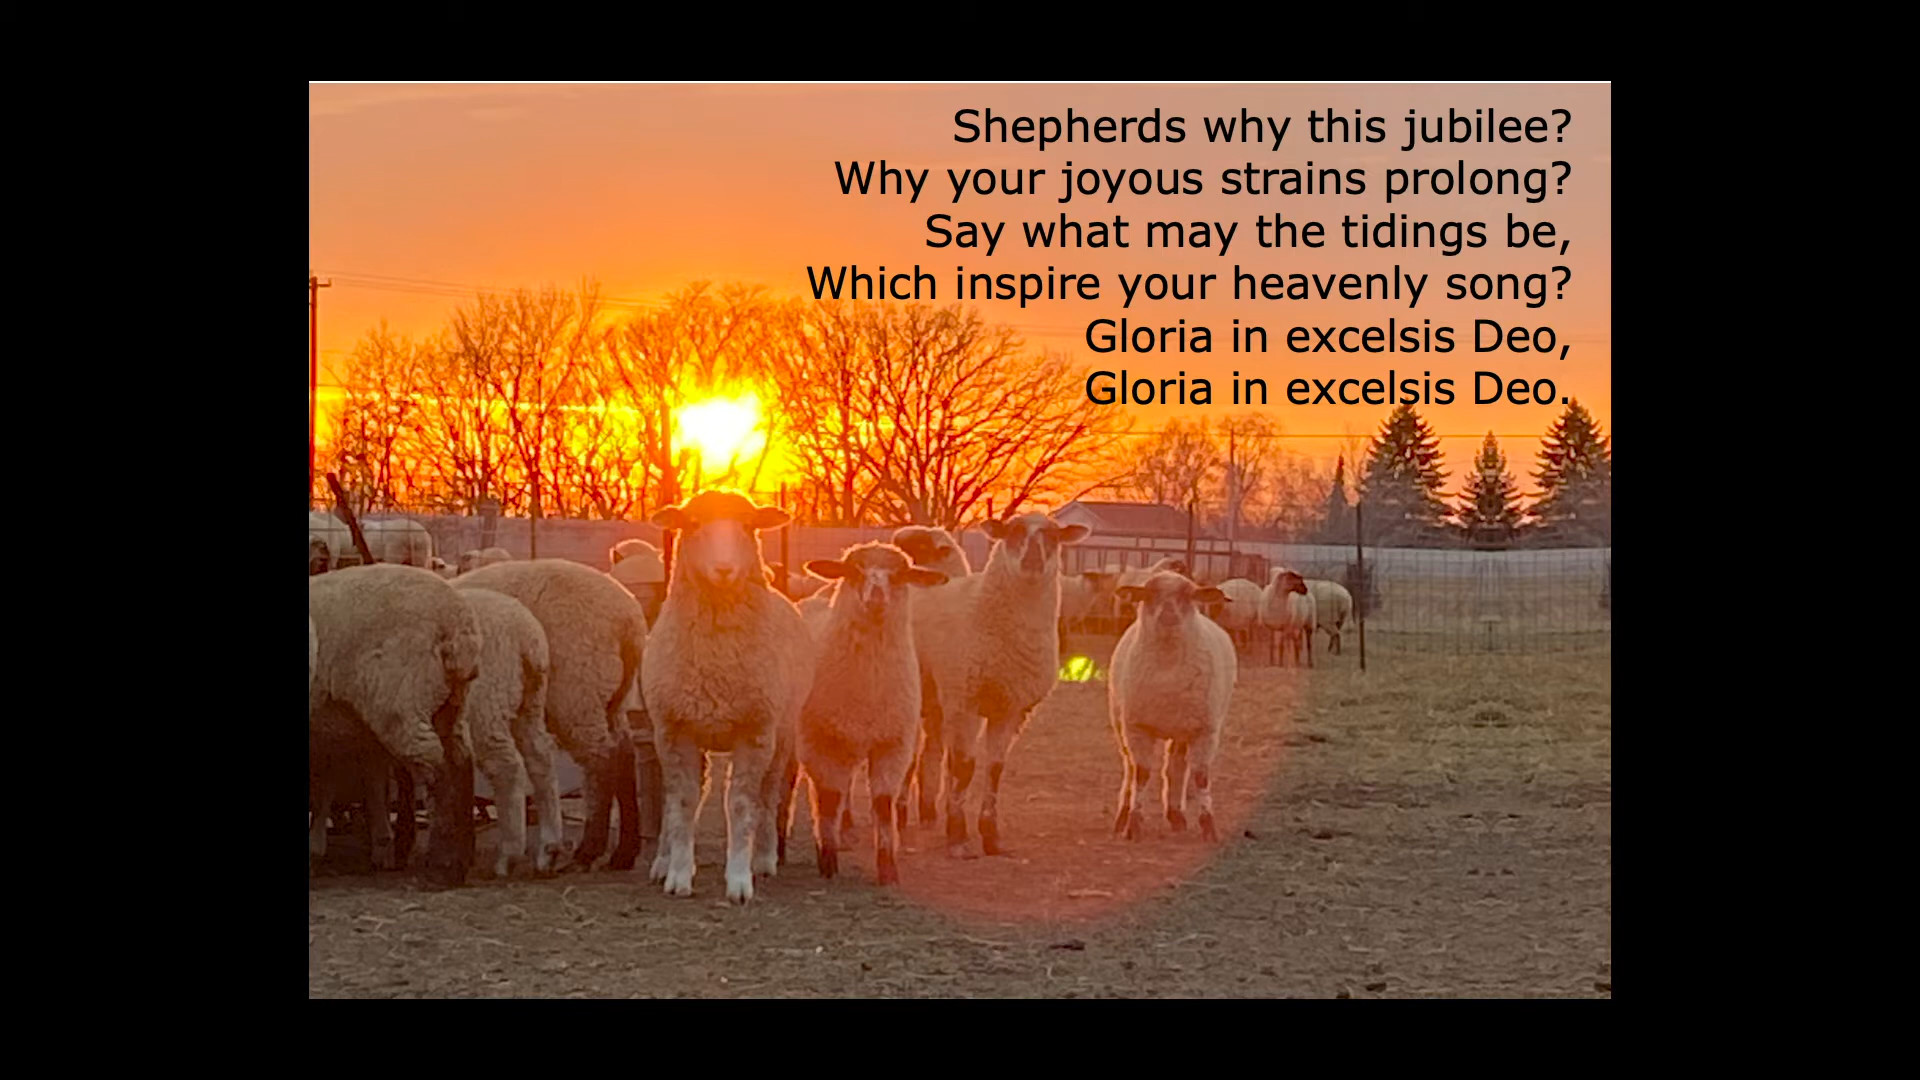 Shepherds why this jubilee?
Why your joyous strains prolong?
Say what may the tidings be,
Which inspire your heavenly song?
Gloria in excelsis Deo,
Gloria in excelsis Deo.